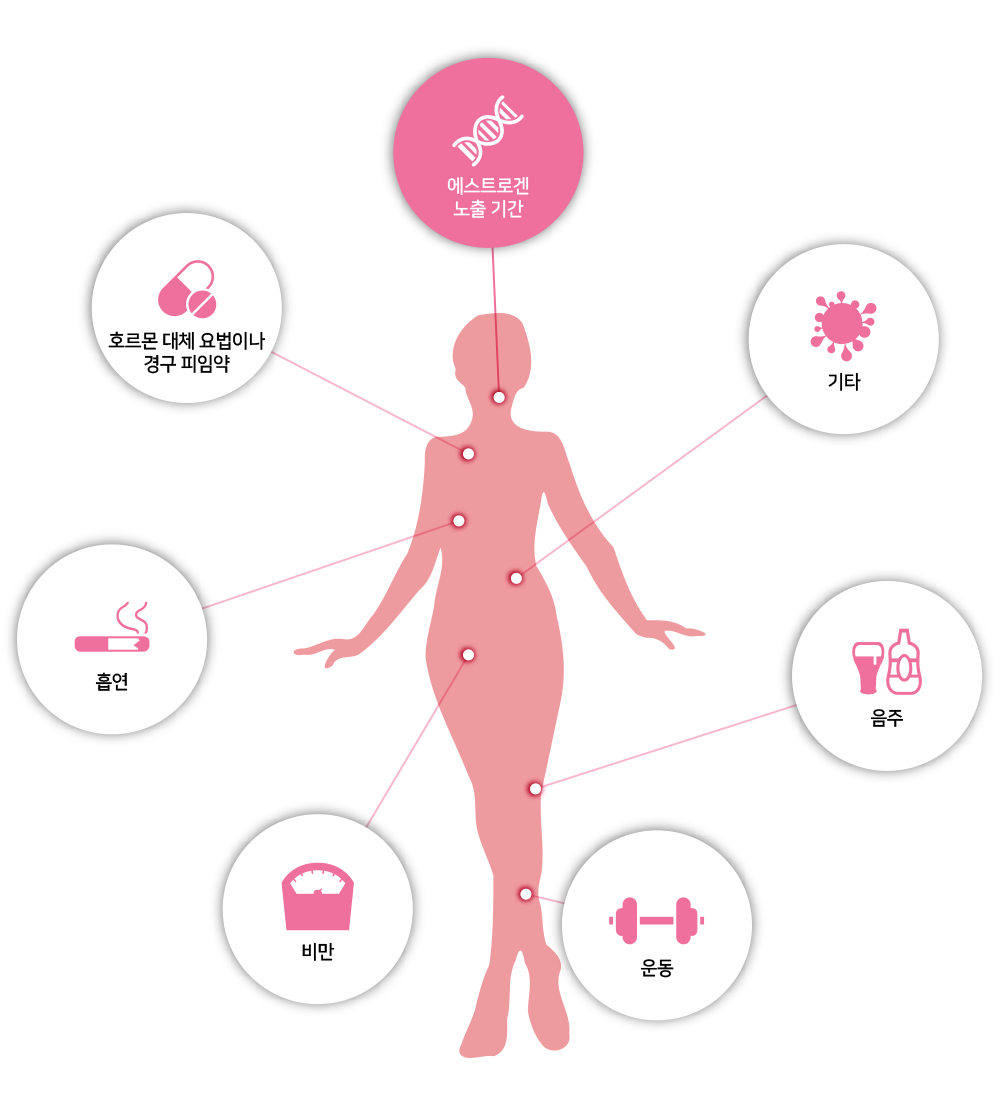 에스트로겐
노출 기간
호르몬 대체 요법이나
경구 피임약
기타
흡연
음주
비만
운동